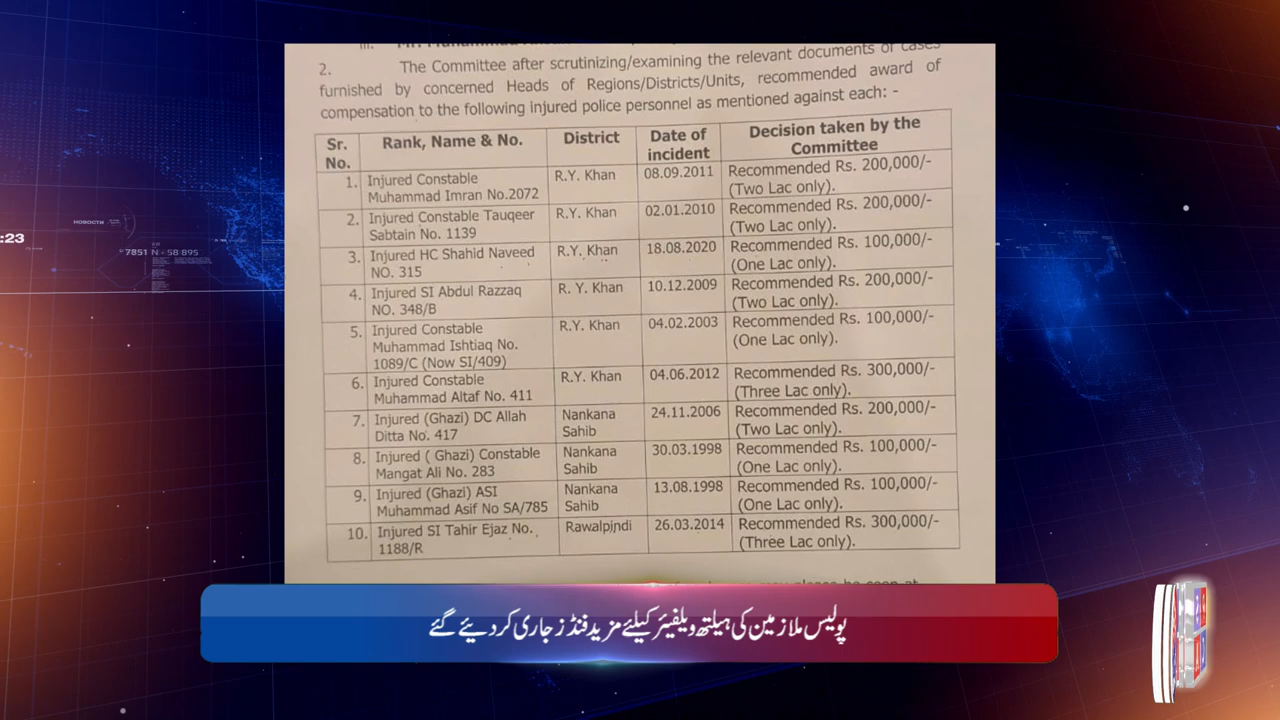 2. The Committee after scrutinizing/examining the relevant documents of cases
furnished by concerned Heads of Regions/Districts/Units, recommended award of
compensation to the following injured police personnel as mentioned against each: -
Sr. No. Rank, Name & No. District Date of incident Decision taken by the Committee
1. Injured Constable Muhammad Imran No.2072 R.Y. Khan 08.09.2011 Recommended Rs. 200,000/- (Two Lac only).
2. Injured Constable Tauqeer Sabtain No. 1139 R.Y. Khan 02.01.2010 Recommended Rs. 200,000/- (Two Lac only).
3. Injured HC Shahid Naveed NO. 315 R.Y. Khan 18.08.2020 Recommended Rs. 100,000/- (One Lac only).
4. Injured SI Abdul Razzaq NO. 348/B R. Y. Khan 10.12.2009 Recommended Rs. 200,000/- (Two Lac only).
5. Injured Constable Muhammad Ishtiaq No. 1089/C (Now SI/409) R.Y. Khan 04.02.2003 Recommended Rs. 100,000/- (One Lac only).
6. Injured Constable Muhammad Altaf No. 411 R.Y. Khan 04.06.2012 Recommended Rs. 300,000/- (Three Lac only).
7. Injured (Ghazi) DC Allah Ditta No. 417 Nankana Sahib 24.11.2006 Recommended Rs. 200,000/- (Two Lac only).
8. Injured ( Ghazi) Constable Mangat Ali No. 283 Nankana Sahib 30.03.1998 Recommended Rs. 100,000/- (One Lac only).
9. Injured (Ghazi) ASI Muhammad Asif No SA/785 Nankana Sahib 13.08.1998 Recommended Rs. 100,000/- (One Lac only).
10. Injured SI Tahir Ejaz No. 1188/R Rawalpindi 26.03.2014 Recommended Rs. 300,000/- (Three Lac only).
:23
НОВОСТИ
7851 N - SB 895
پولیس ملازمین کی ہیلتھ ویلفیئر کیلئے مزید فنڈز جاری کر دیئے گئے